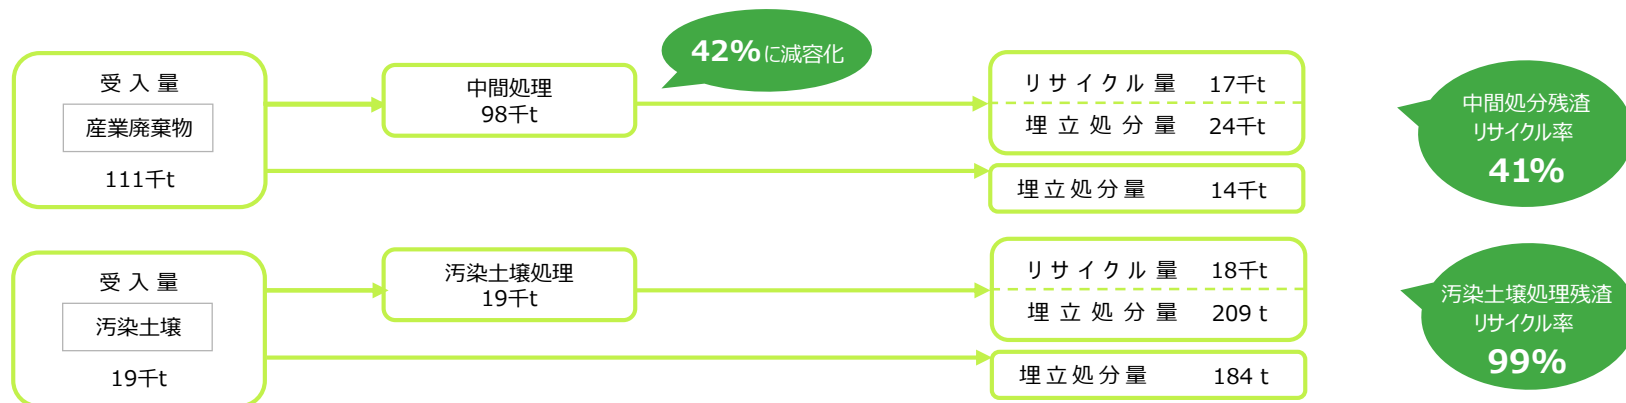 受入量
産業廃棄物
111千t
中間処理
98千t
42%に減容化
リサイクル量 17千t
埋立処分量 24千t
埋立処分量 14千t
中間処分残渣
リサイクル率
41%
受入量
汚染土壌
19千t
汚染土壌処理
19千t
リサイクル量 18千t
埋立処分量 209 t
埋立処分量 184 t
汚染土壌処理残渣
リサイクル率
99%